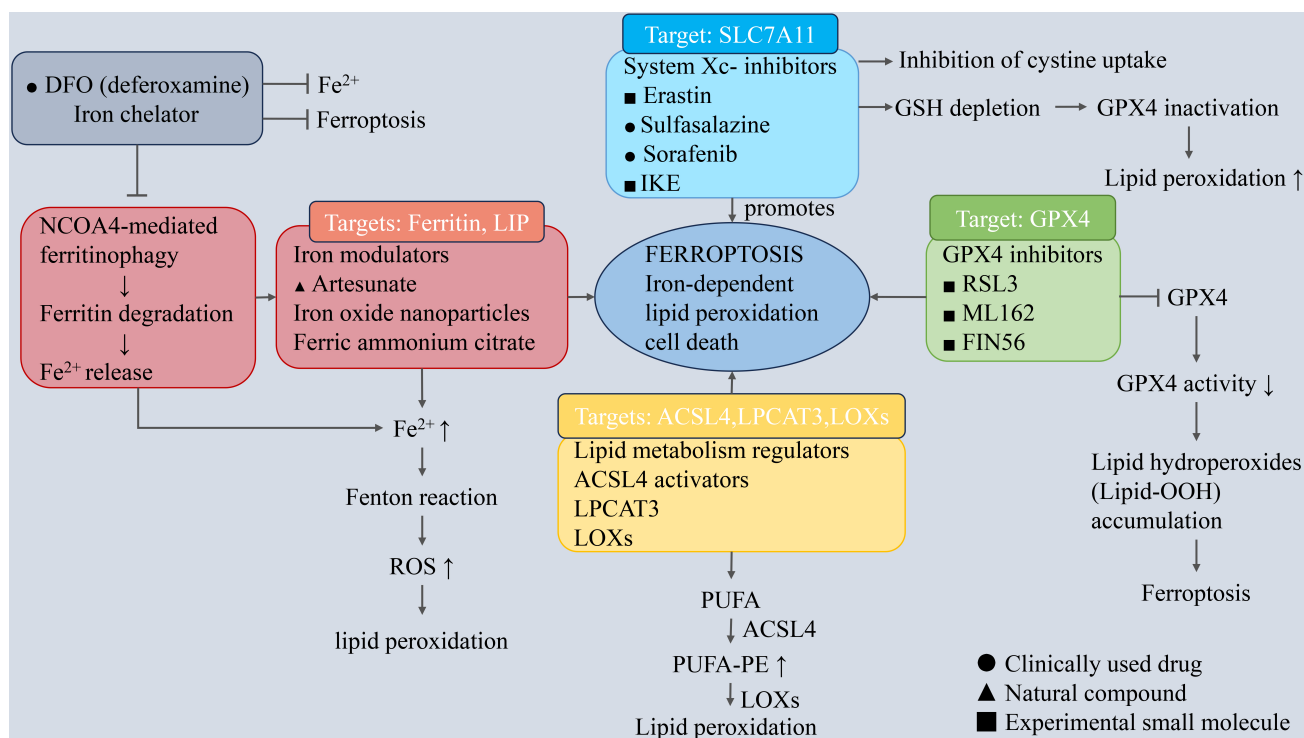 Target: SLC7A11
System Xc- inhibitors
■ Erastin
● Sulfasalazine
● Sorafenib
■ IKE
promotes
Inhibition of cystine uptake
GSH depletion → GPX4 inactivation
Lipid peroxidation ↑
● DFO (deferoxamine)
Iron chelator
Fe²⁺
Ferroptosis
NCOA4-mediated
ferritinophagy
↓
Ferritin degradation
↓
Fe²⁺ release
Targets: Ferritin, LIP
Iron modulators
▲ Artesunate
Iron oxide nanoparticles
Ferric ammonium citrate
Fe²⁺ ↑
Fenton reaction
ROS ↑
lipid peroxidation
FERROPTOSIS
Iron-dependent
lipid peroxidation
cell death
Target: GPX4
GPX4 inhibitors
■ RSL3
■ ML162
■ FIN56
GPX4
GPX4 activity ↓
Lipid hydroperoxides
(Lipid-OOH)
accumulation
Ferroptosis
Targets: ACSL4,LPCAT3,LOXs
Lipid metabolism regulators
ACSL4 activators
LPCAT3
LOXs
PUFA
ACSL4
PUFA-PE ↑
LOXs
Lipid peroxidation
● Clinically used drug
▲ Natural compound
■ Experimental small molecule